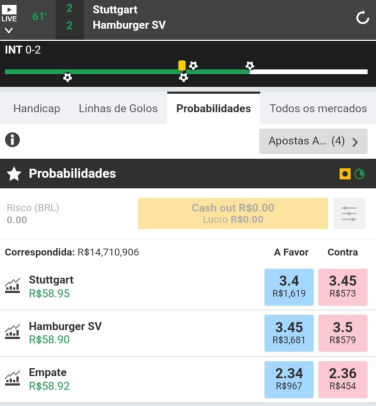 LIVE
61'
2 Stuttgart
2 Hamburger SV
INT 0-2
Handicap Linhas de Golos Probabilidades Todos os mercados
i Apostas A... (4) >
Probabilidades
Risco (BRL)
0.00
Cash out R$0.00
Lucro R$0.00
Correspondida: R$14,710,906 A Favor Contra
Stuttgart 3.4 3.45
R$58.95 R$1,619 R$573
Hamburger SV 3.45 3.5
R$58.90 R$3,681 R$579
Empate 2.34 2.36
R$58.92 R$967 R$454